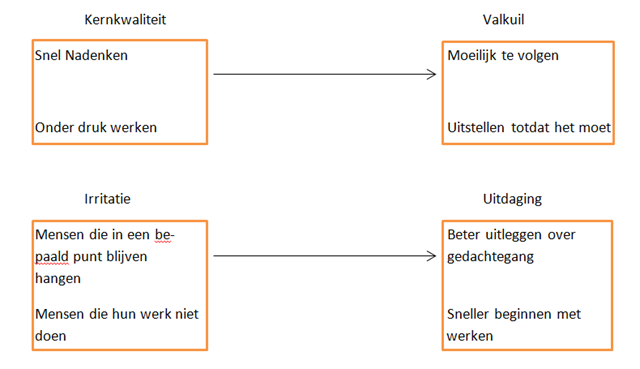 Kernkwaliteit
Valkuil
Snel Nadenken
Moeilijk te volgen
Onder druk werken
Uitstellen totdat het moet
Irritatie
Uitdaging
Mensen die in een be-
paald punt blijven
hangen
Beter uitleggen over
gedachtegang
Mensen die hun werk niet
doen
Sneller beginnen met
werken